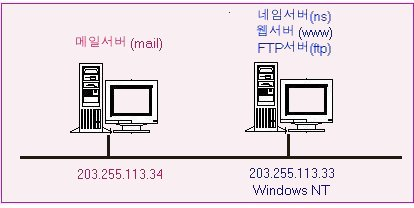 메일서버 (mail)
네임서버(ns)
웹서버 (www)
FTP서버(ftp)
203.255.113.34
203.255.113.33
Windows NT